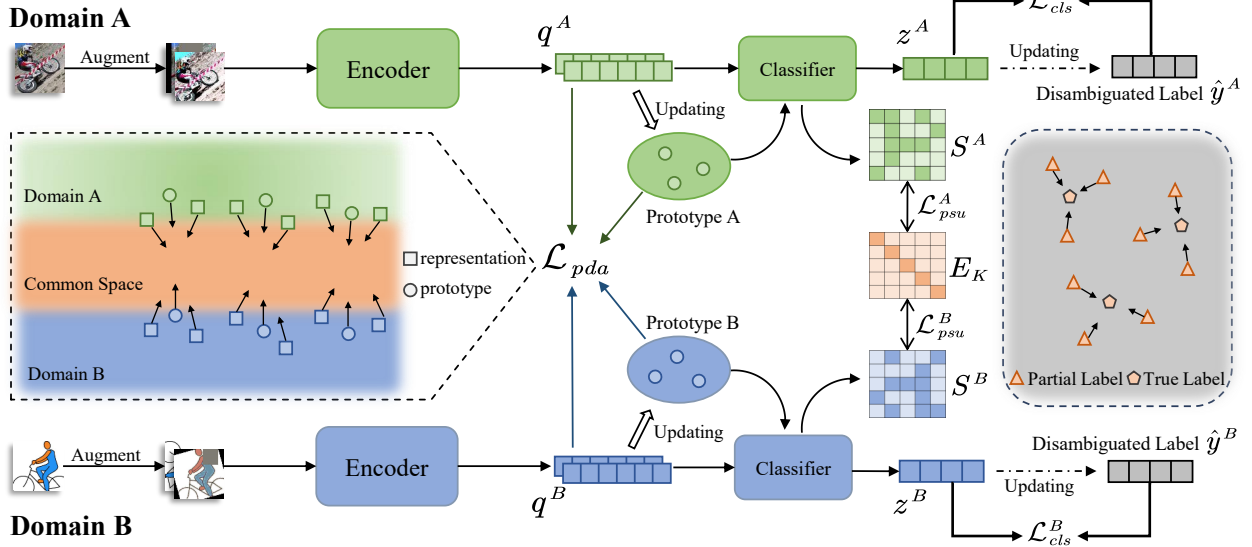 Domain A
Augment
Encoder
q^A
Updating
Classifier
z^A
Updating
Disambiguated Label ŷ^A
Prototype A
S^A
L^A_psu
E_K
L^B_psu
S^B
L_pda
Domain A
Common Space
Domain B
representation
prototype
Partial Label
True Label
Prototype B
Updating
Augment
Encoder
q^B
Classifier
z^B
Updating
Disambiguated Label ŷ^B
L^B_cls
Domain B